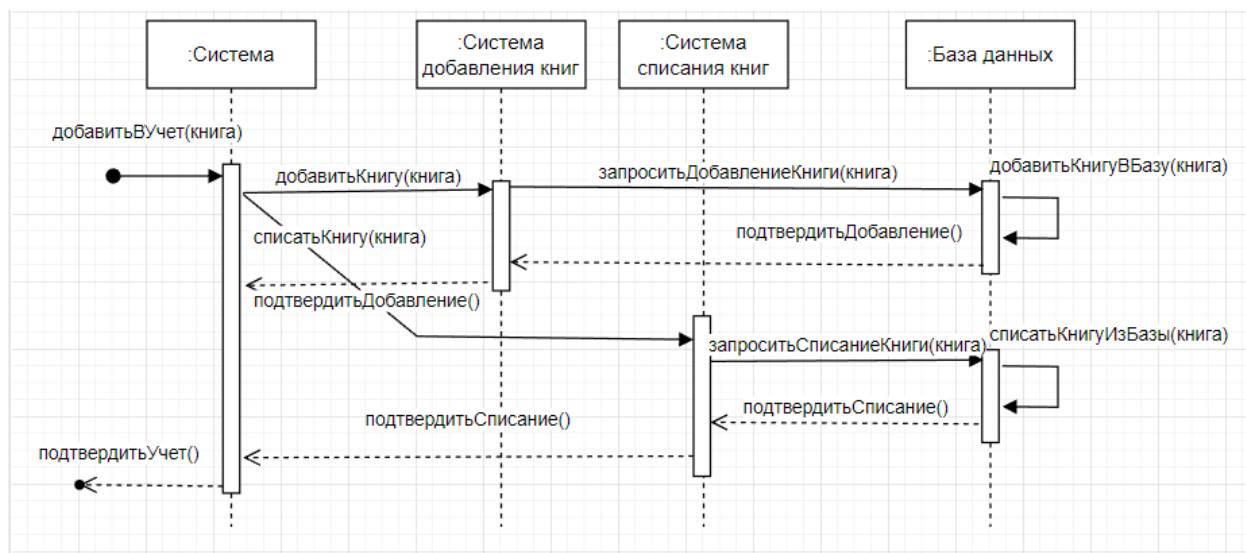 :Система
:Система
добавления книг
:Система
списания книг
:База данных
добавитьВУчет(книга)
добавитьКнигу(книга)
запроситьДобавлениеКниги(книга)
добавитьКнигуВБазу(книга)
списатьКнигу(книга)
подтвердитьДобавление()
подтвердитьДобавление()
запроситьСписаниеКниги(книга)
списатьКнигуИзБазы(книга)
подтвердитьСписание()
подтвердитьСписание()
подтвердитьУчет()